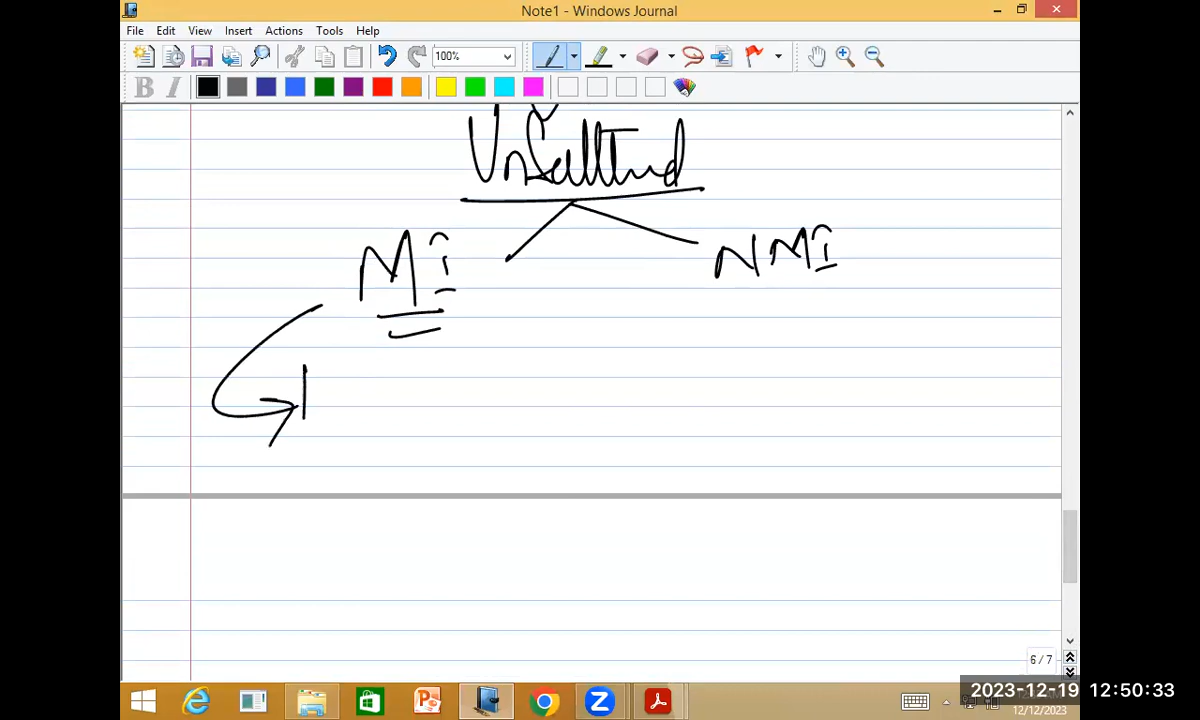 Note1 - Windows Journal
File Edit View Insert Actions Tools Help
100%
B I
Unsettled
MI NMI
6 / 7
2023-12-19 12:50:33
12/12/2023